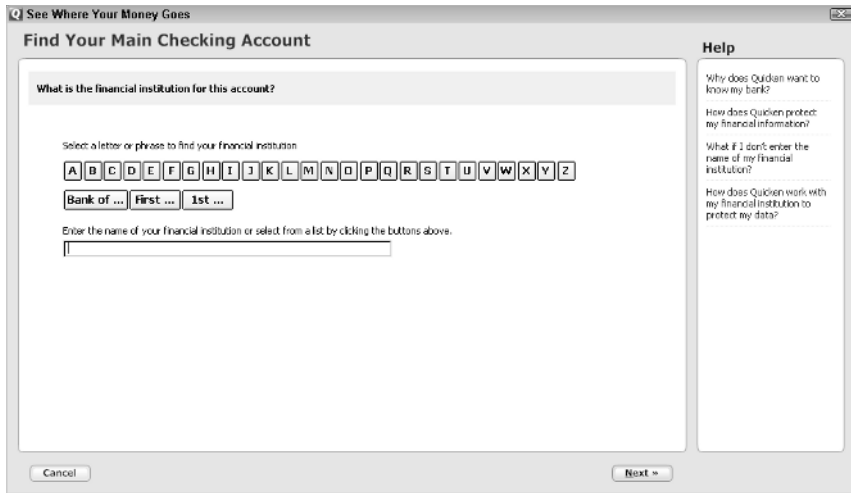 Q See Where Your Money Goes
Find Your Main Checking Account
What is the financial institution for this account?
Select a letter or phrase to find your financial institution
A B C D E F G H I J K L M N O P Q R S T U V W X Y Z
Bank of ... First ... 1st ...
Enter the name of your financial institution or select from a list by clicking the buttons above.
Cancel
Next »
Help
Why does Quicken want to
know my bank?
How does Quicken protect
my financial information?
What if I don't enter the
name of my financial
institution?
How does Quicken work with
my financial institution to
protect my data?